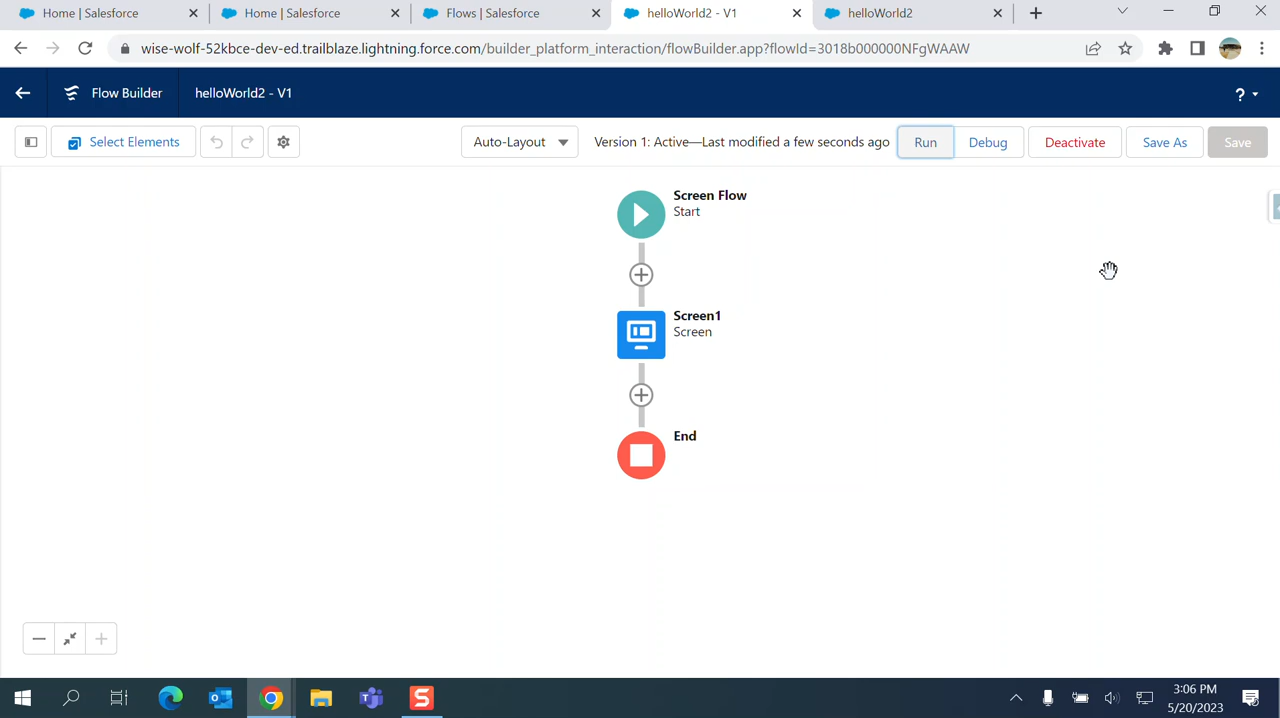 Home | Salesforce
Home | Salesforce
Flows | Salesforce
helloWorld2 - V1
helloWorld2
wise-wolf-52kbce-dev-ed.trailblaze.lightning.force.com/builder_platform_interaction/flowBuilder.app?flowId=3018b000000NFgWAAW
Flow Builder
helloWorld2 - V1
?
Select Elements
Auto-Layout
Version 1: Active—Last modified a few seconds ago
Run
Debug
Deactivate
Save As
Save
Screen Flow
Start
Screen1
Screen
End
3:06 PM
5/20/2023